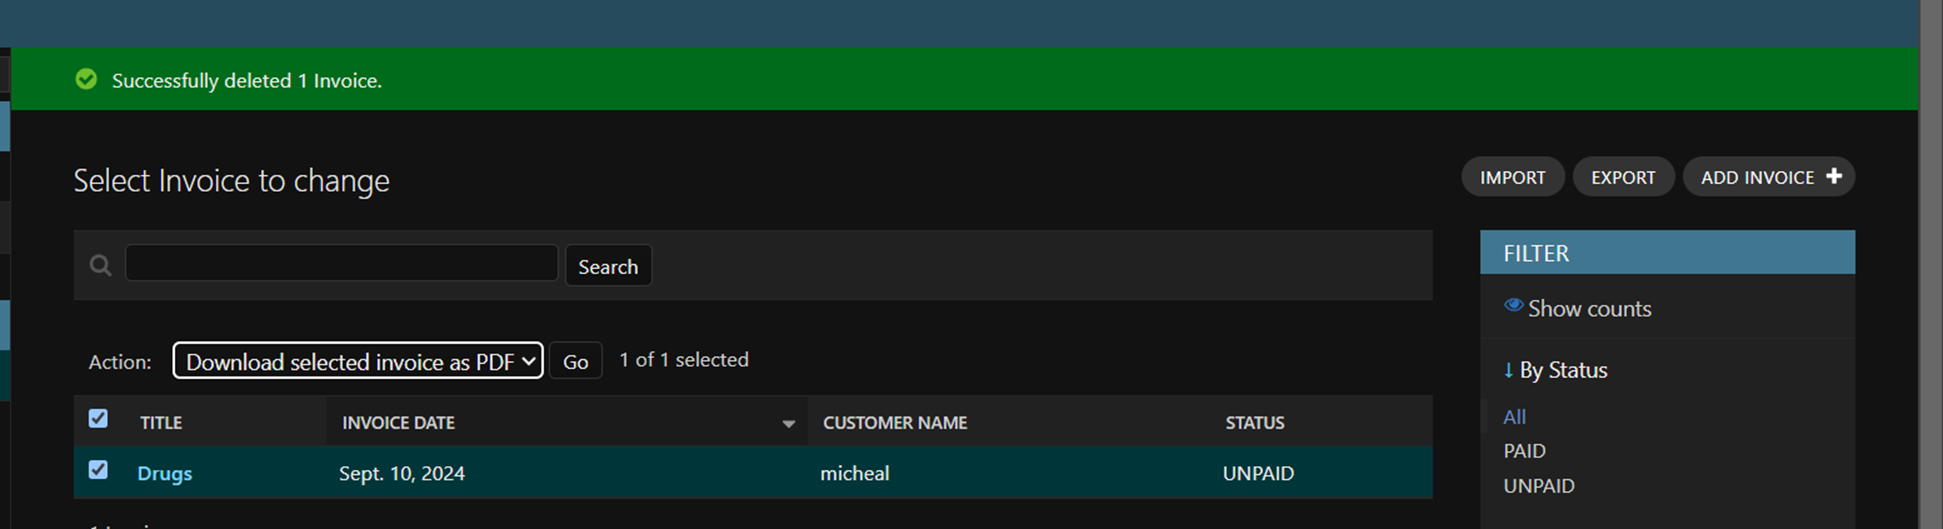 Successfully deleted 1 Invoice.
Select Invoice to change
IMPORT
EXPORT
ADD INVOICE
Search
FILTER
Show counts
Action: Download selected invoice as PDF Go 1 of 1 selected
By Status
TITLE INVOICE DATE CUSTOMER NAME STATUS
Drugs Sept. 10, 2024 micheal UNPAID
All
PAID
UNPAID